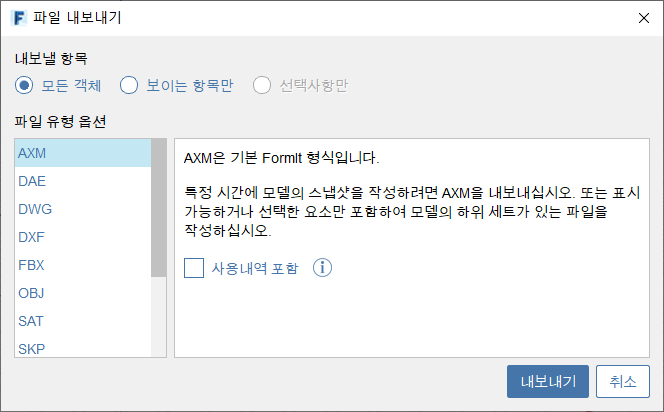 파일 내보내기
내보낼 항목
모든 객체 보이는 항목만 선택사항만
파일 유형 옵션
AXM
DAE
DWG
DXF
FBX
OBJ
SAT
SKP
AXM은 기본 FormIt 형식입니다.
특정 시간에 모델의 스냅샷을 작성하려면 AXM을 내보내십시오. 또는 표시
가능하거나 선택한 요소만 포함하여 모델의 하위 세트가 있는 파일을
작성하십시오.
사용내역 포함
내보내기 취소